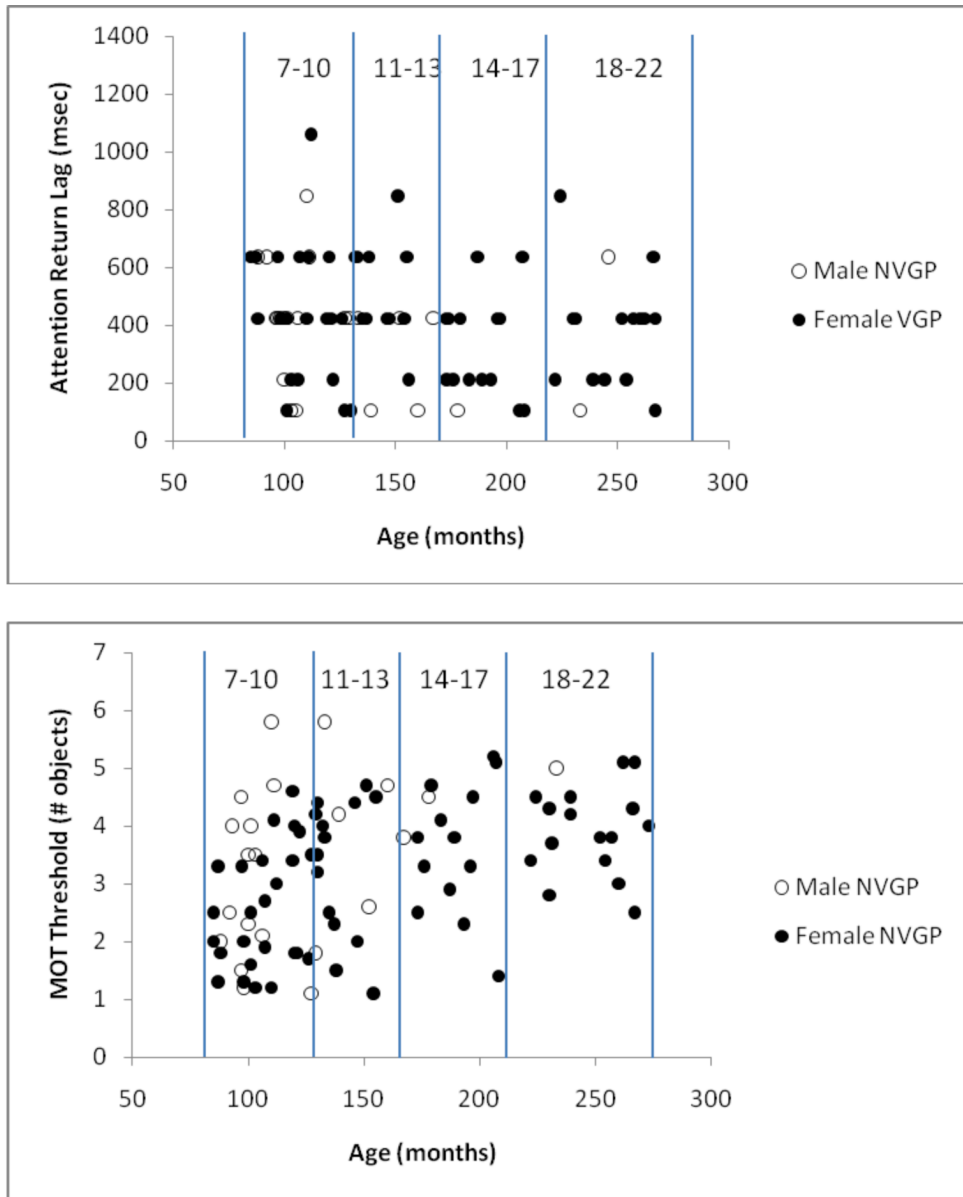 1400
1200
1000
800
600
400
200
0
Attention Return Lag (msec)
7-10 11-13 14-17 18-22
50 100 150 200 250 300
Age (months)
Male NVGP
Female VGP
7
6
5
4
3
2
1
0
MOT Threshold (# objects)
7-10 11-13 14-17 18-22
50 100 150 200 250 300
Age (months)
Male NVGP
Female NVGP